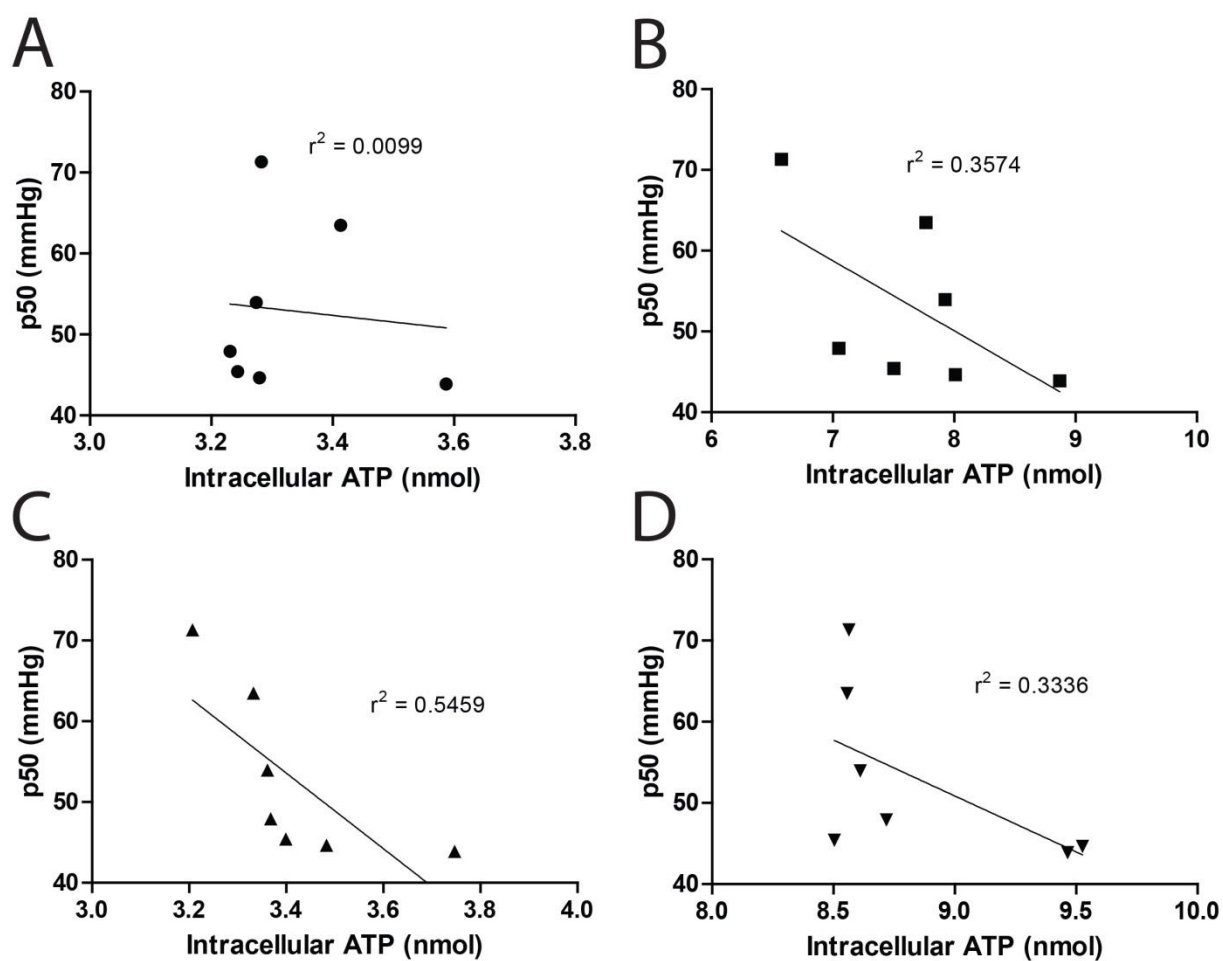 A
80
70
60
50
40
p50 (mmHg)
r² = 0.0099
3.0 3.2 3.4 3.6 3.8
Intracellular ATP (nmol)
B
80
70
60
50
40
p50 (mmHg)
r² = 0.3574
6 7 8 9 10
Intracellular ATP (nmol)
C
80
70
60
50
40
p50 (mmHg)
r² = 0.5459
3.0 3.2 3.4 3.6 3.8 4.0
Intracellular ATP (nmol)
D
80
70
60
50
40
p50 (mmHg)
r² = 0.3336
8.0 8.5 9.0 9.5 10.0
Intracellular ATP (nmol)